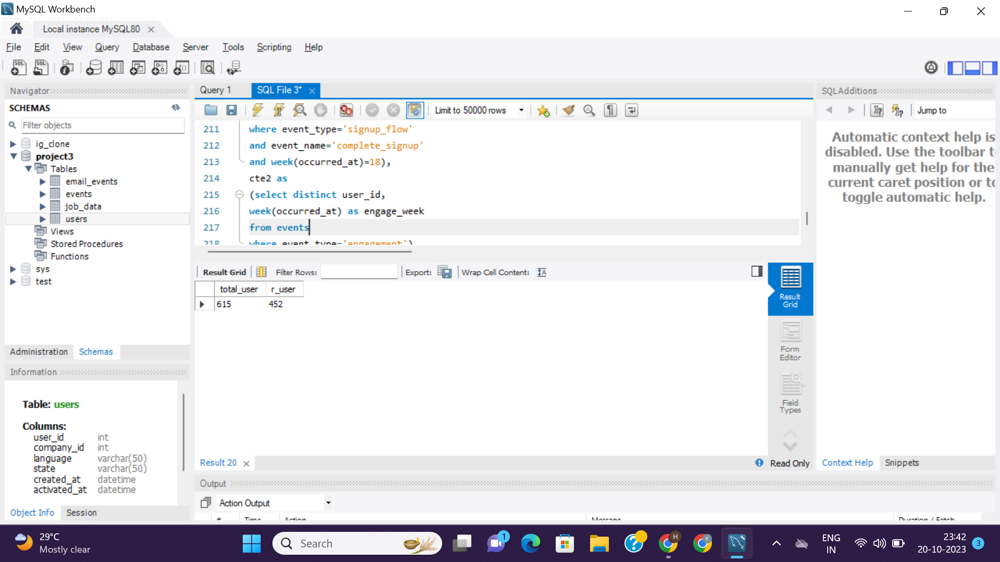 MySQL Workbench
Local instance MySQL80
File Edit View Query Database Server Tools Scripting Help
Navigator
SCHEMAS
Filter objects
ig_clone
project3
Tables
email_events
events
job_data
users
Views
Stored Procedures
Functions
sys
test
Administration Schemas
Information
Table: users
Columns:
user_id int
company_id int
language varchar(50)
state varchar(50)
created_at datetime
activated_at datetime
Object Info Session
Query 1 SQL File 3*
Limit to 50000 rows
211 where event_type='signup_flow'
212 and event_name='complete_signup'
213 and week(occurred_at)=18),
214 cte2 as
215 (select distinct user_id,
216 week(occurred_at) as engage_week
217 from events
218 where event_type='engagement')
Result Grid Filter Rows: Export: Wrap Cell Content:
total_user r_user
615 452
Result Grid
Form Editor
Field Types
Result 20
Read Only
Output
Action Output
# Time Action Message Duration / Fetch
SQLAdditions
Jump to
Automatic context help is
disabled. Use the toolbar t
manually get help for the
current caret position or to
toggle automatic help.
Context Help Snippets
29°C
Mostly clear
Search
1
H
K
ENG
IN
23:42
20-10-2023
3